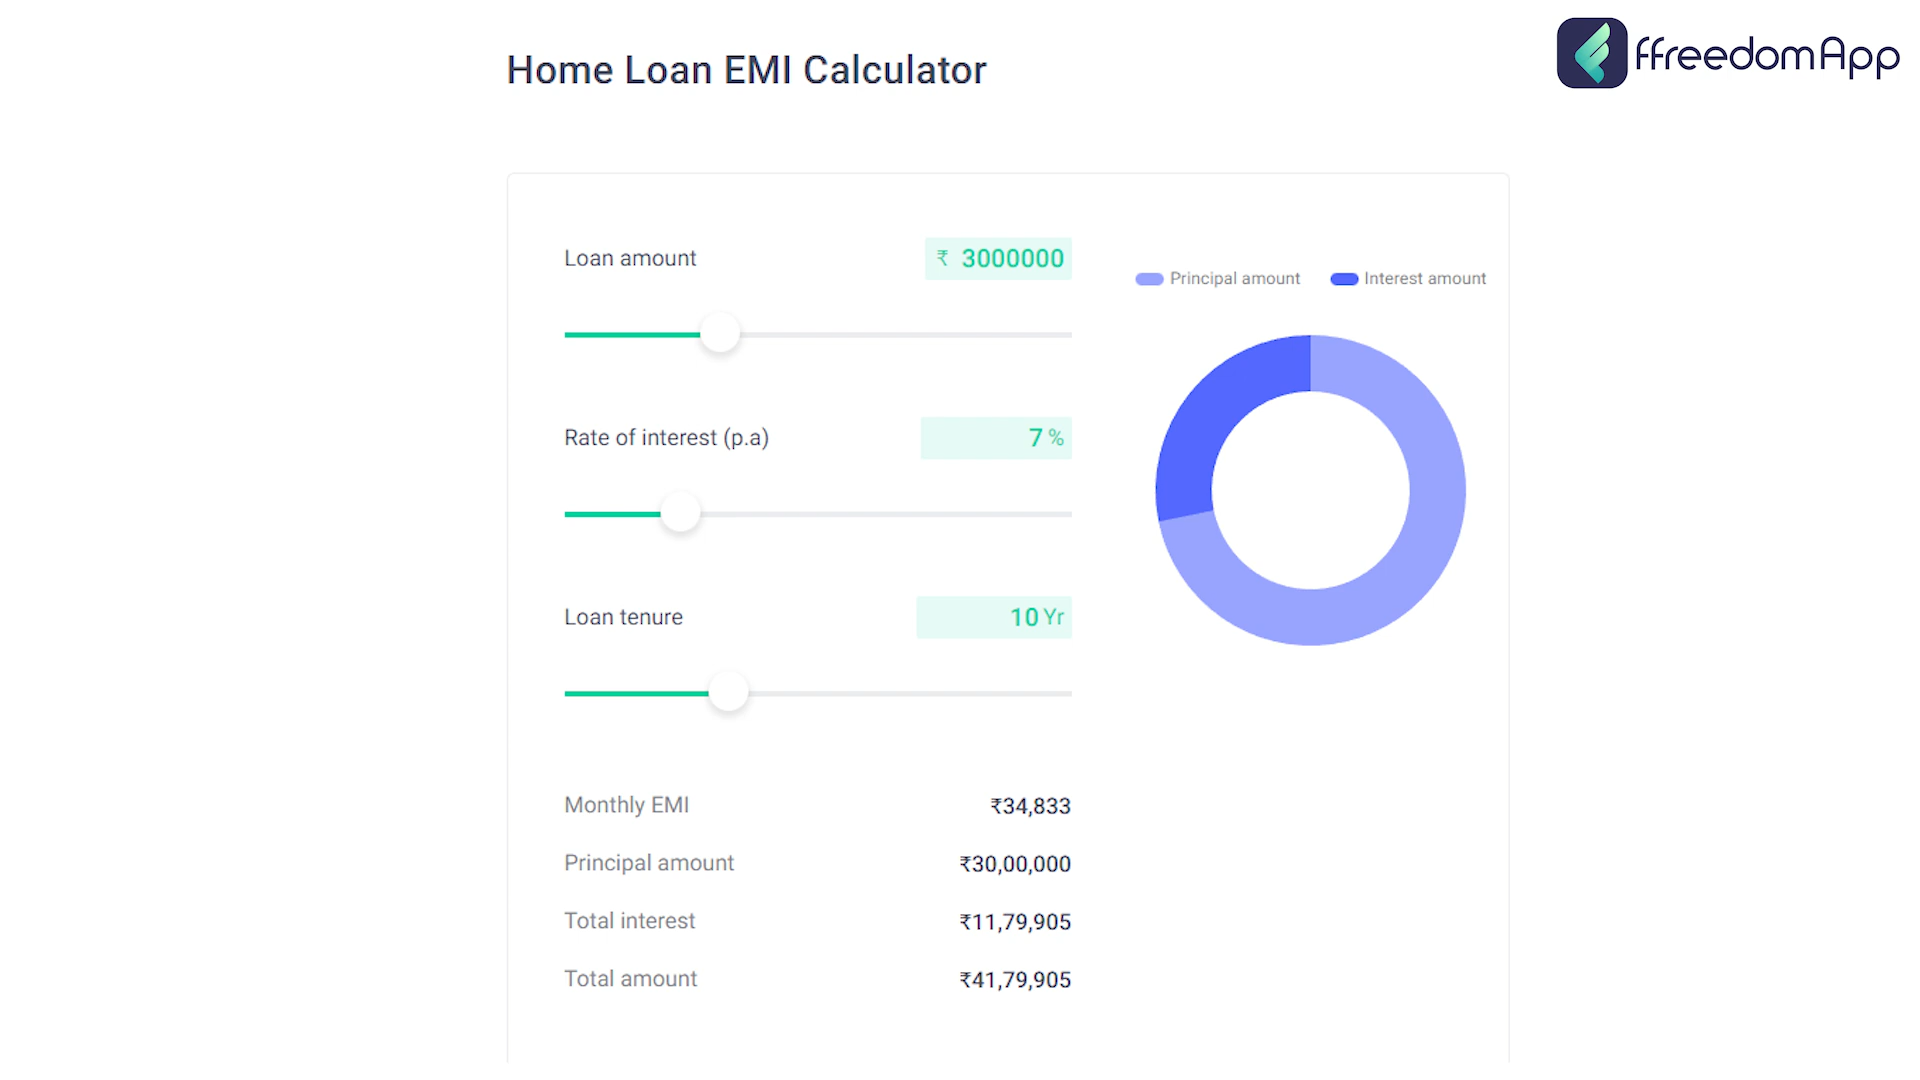 Home Loan EMI Calculator
ffreedomApp
Loan amount
₹ 3000000
Principal amount
Interest amount
Rate of interest (p.a)
7 %
Loan tenure
10 Yr
Monthly EMI
₹34,833
Principal amount
₹30,00,000
Total interest
₹11,79,905
Total amount
₹41,79,905